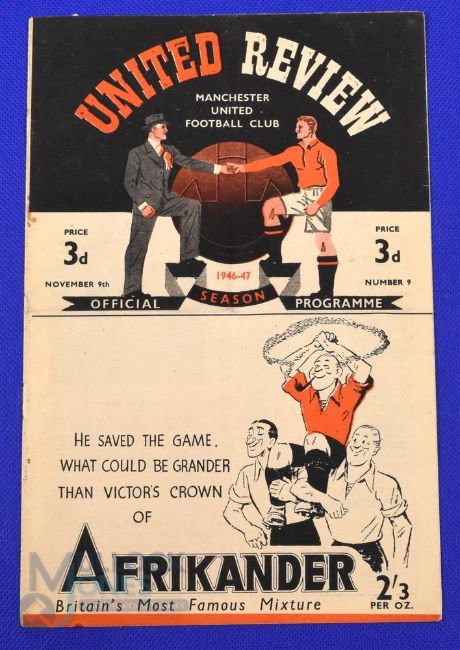 UNITED REVIEW
MANCHESTER
UNITED
FOOTBALL CLUB
PRICE
3d
NOVEMBER 9th
PRICE
3d
NUMBER 9
1946-47
OFFICIAL SEASON PROGRAMME
HE SAVED THE GAME.
WHAT COULD BE GRANDER
THAN VICTOR'S CROWN
OF
AFRIKANDER
Britain's Most Famous Mixture
2/3
PER OZ.